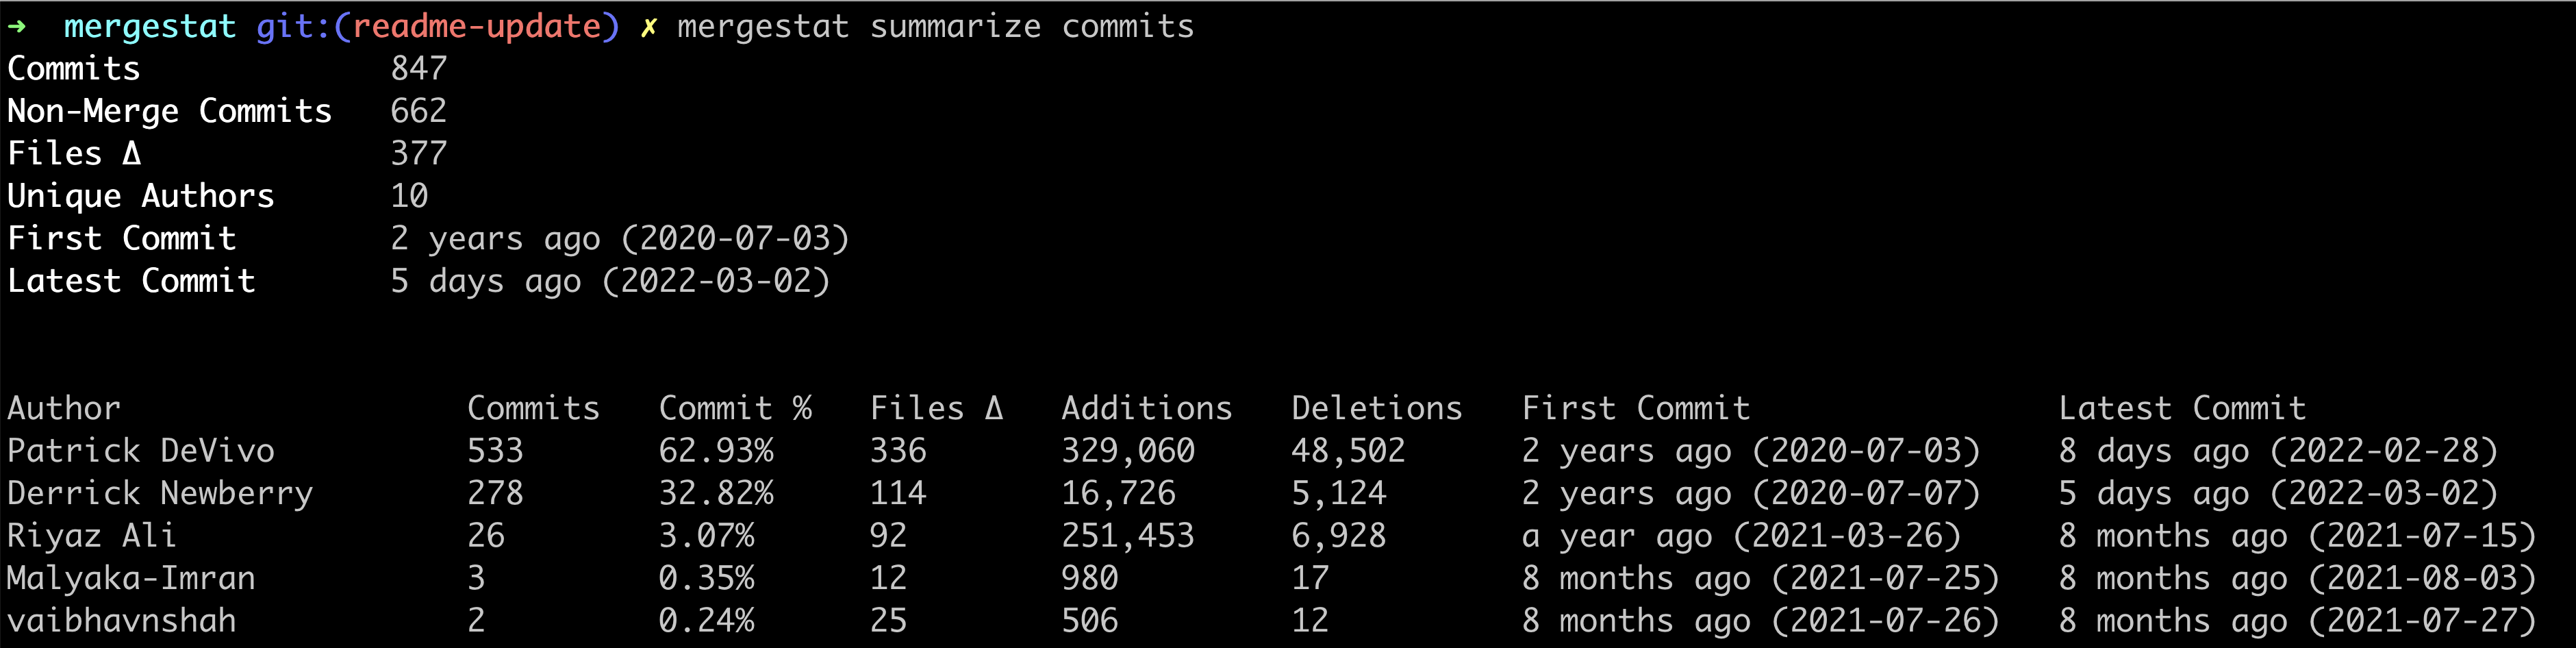 ➜  mergestat git:(readme-update) ✗ mergestat summarize commits
Commits 847
Non-Merge Commits 662
Files Δ 377
Unique Authors 10
First Commit 2 years ago (2020-07-03)
Latest Commit 5 days ago (2022-03-02)
Author Commits Commit % Files Δ Additions Deletions First Commit Latest Commit
Patrick DeVivo 533 62.93% 336 329,060 48,502 2 years ago (2020-07-03) 8 days ago (2022-02-28)
Derrick Newberry 278 32.82% 114 16,726 5,124 2 years ago (2020-07-07) 5 days ago (2022-03-02)
Riyaz Ali 26 3.07% 92 251,453 6,928 a year ago (2021-03-26) 8 months ago (2021-07-15)
Malyaka-Imran 3 0.35% 12 980 17 8 months ago (2021-07-25) 8 months ago (2021-08-03)
vaibhavnshah 2 0.24% 25 506 12 8 months ago (2021-07-26) 8 months ago (2021-07-27)